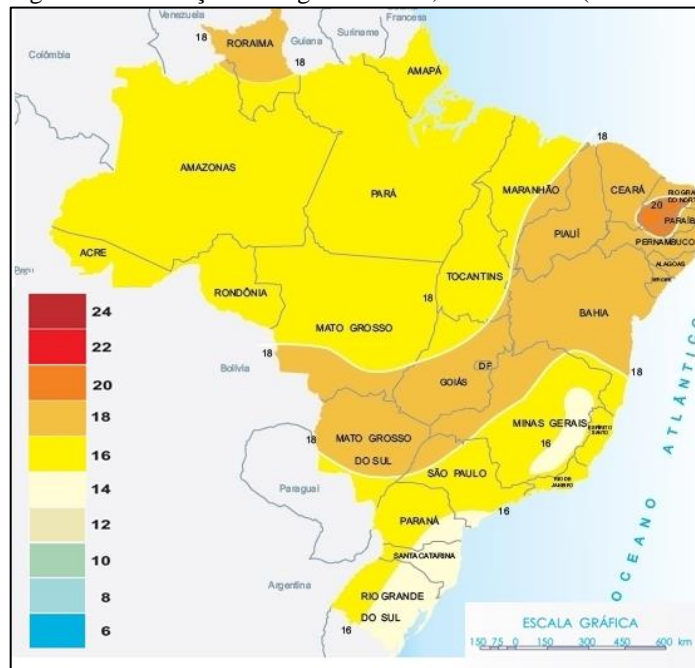 Venezuela
18
RORAIMA
Guiana
18
Suriname
Francesa
Colômbia
AMAPÁ
AMAZONAS
PARÁ
MARANHÃO
18
CEARÁ
20
PARAÍB
PIAUÍ
PERNAMBUCO
ALAGOAS
ACRE
RONDÔNIA
TOCANTINS
18
MATO GROSSO
BAHIA
18
Bolívia
GOIÁS
DF
18
MINAS GERAIS
16
ESPÍRITO
SANTO
18
MATO GROSSO
DO SUL
SÃO PAULO
RIO DE
JANEIRO
Paraguai
16
PARANÁ
SANTA CATARINA
Argentina
RIO GRANDE
DO SUL
16
24
22
20
18
16
14
12
10
8
6
OCEANO ATLÂNTICO
ESCALA GRÁFICA
150 75 0 150 300 450 600 km